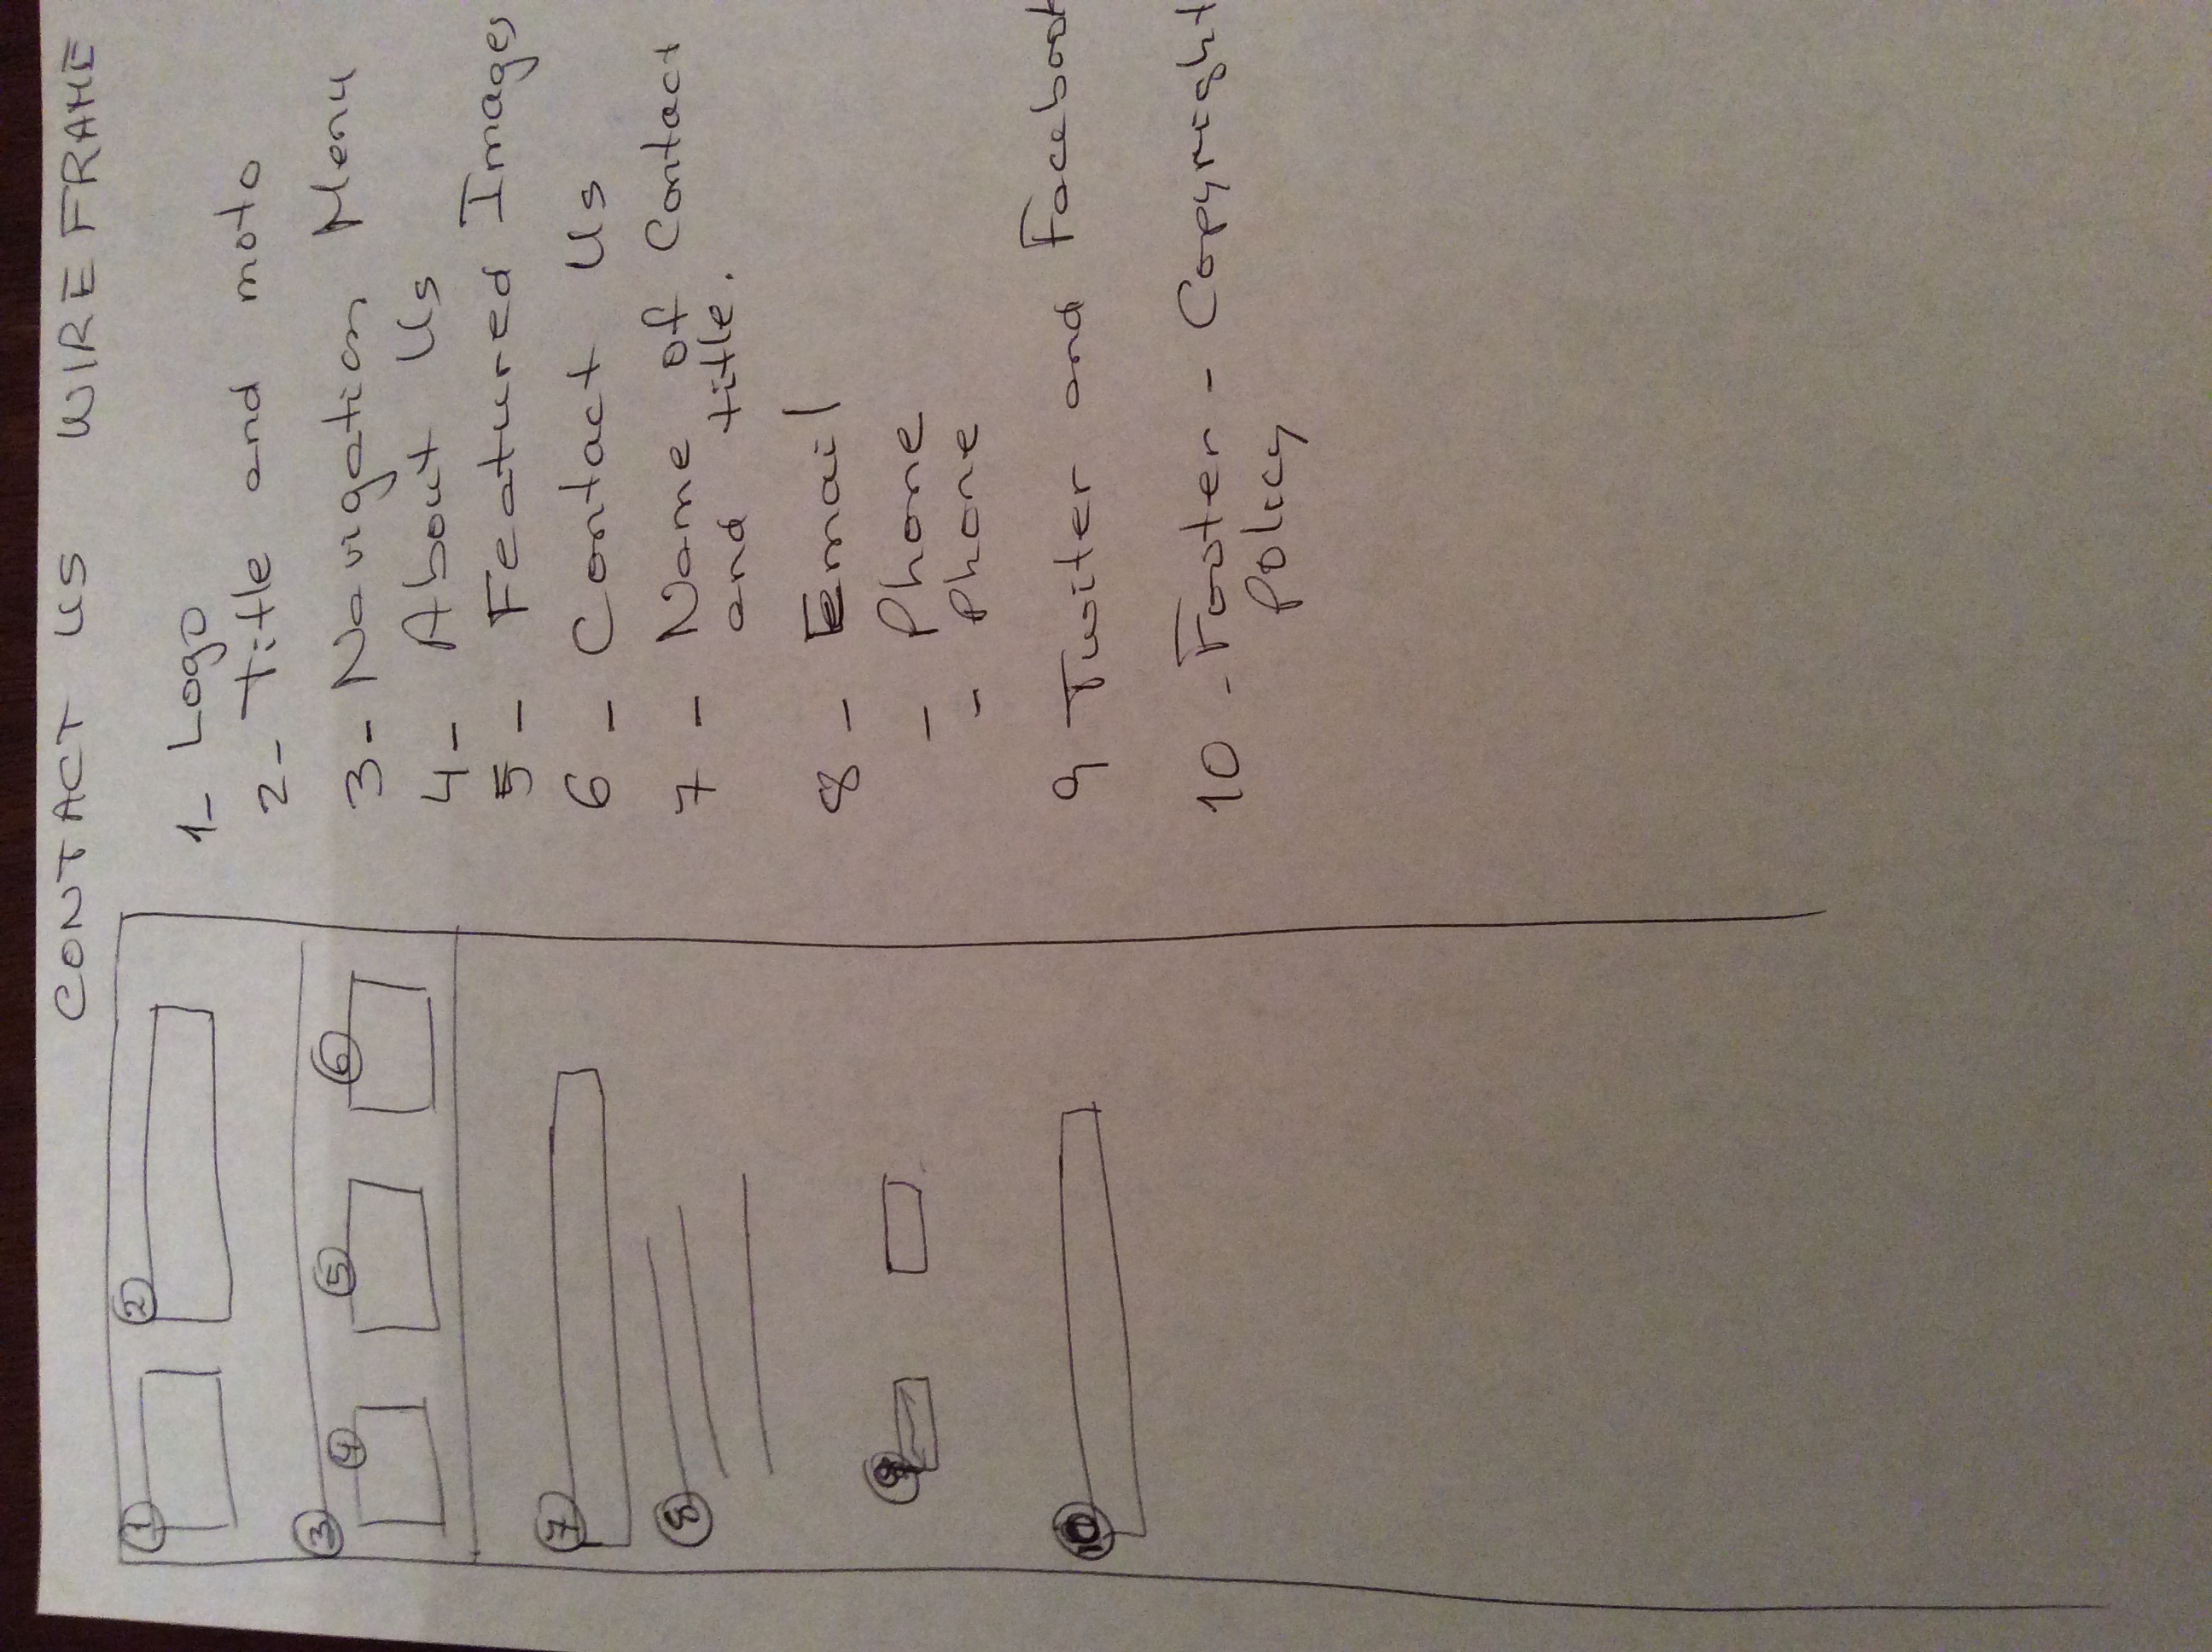 CONTACT US WIREFRAME
1
2
3
4
5
6
7
8
9
10
1- Logo
2- Title and moto
3- Navigation Menu
4- About Us
5- Featured Images
6- Contact Us
7- Name of Contact
and title.
8- Email
- Phone
- Phone
9 Twiter and Facebook
10 -Footer - Copyright
Policy